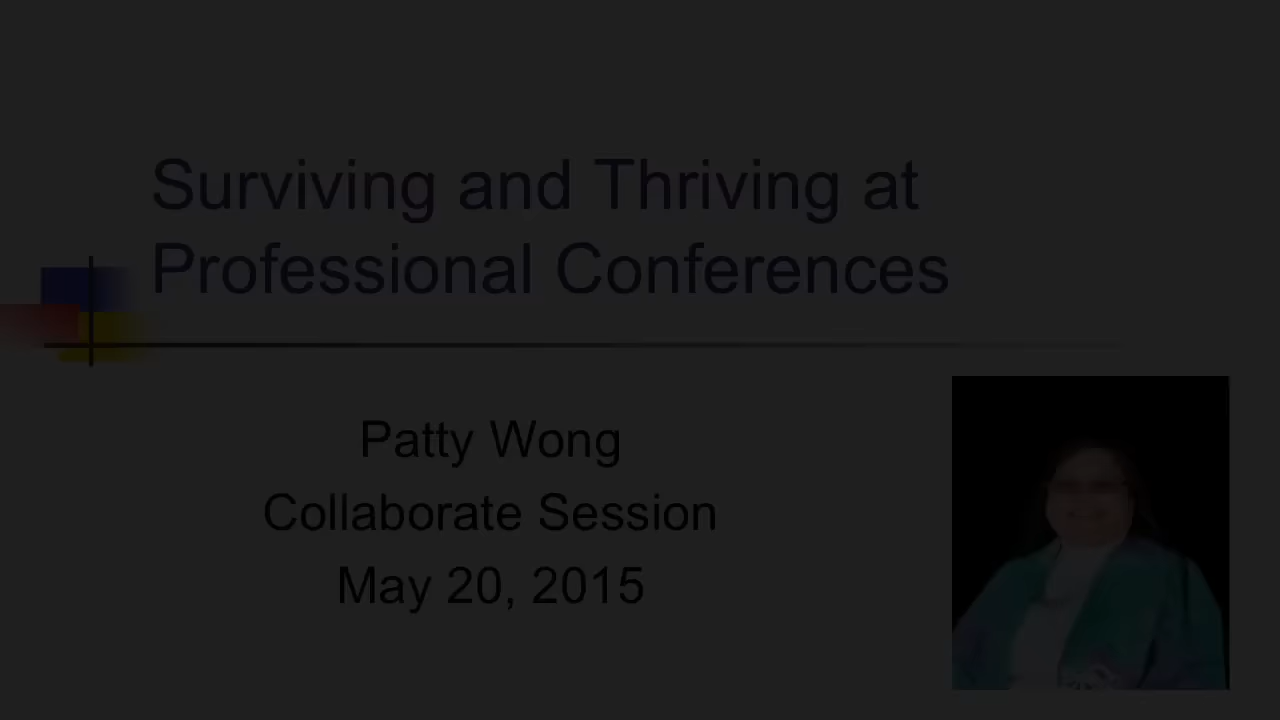 Surviving and Thriving at
Professional Conferences
Patty Wong
Collaborate Session
May 20, 2015